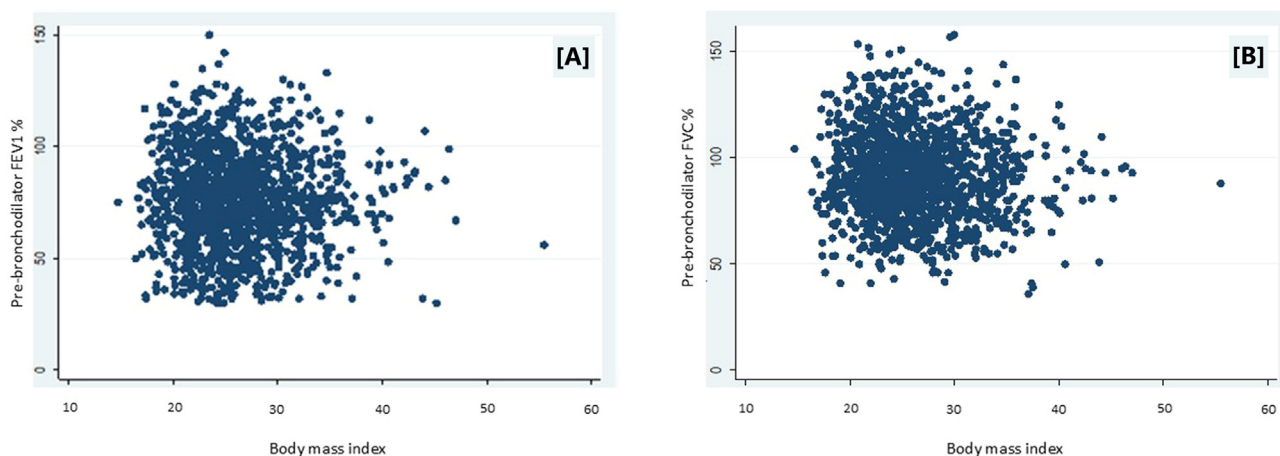 [A]
Pre-bronchodilator FEV1 %
150
100
50
0
10 20 30 40 50 60
Body mass index
[B]
Pre-bronchodilator FVC %
150
100
50
0
10 20 30 40 50 60
Body mass index